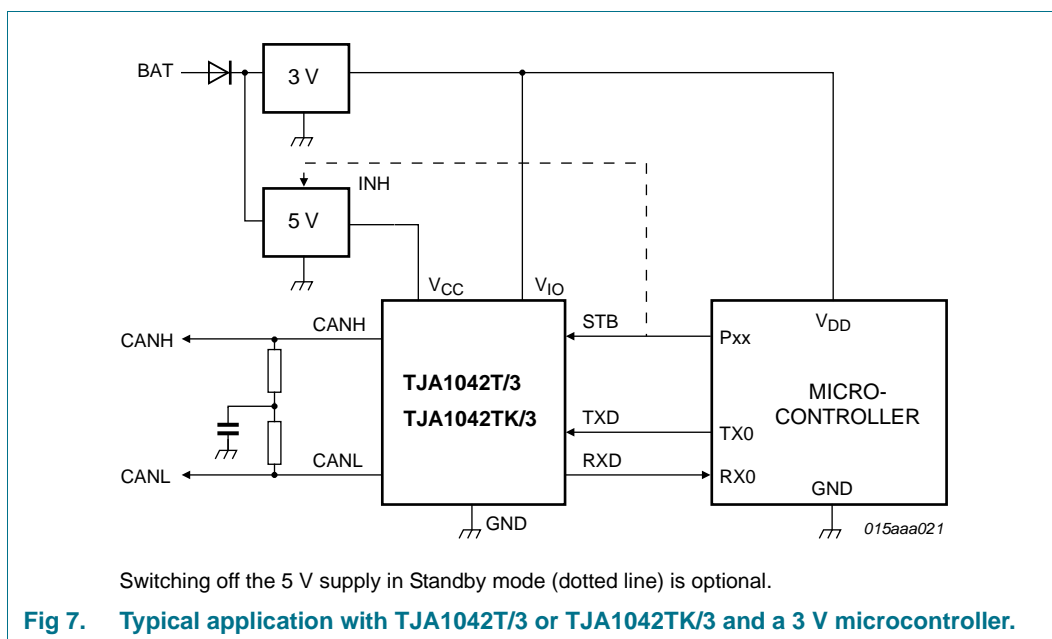 BAT
3 V
INH
5 V
VCC
VIO
CANH
CANH
STB
Pxx
VDD
TJA1042T/3
TJA1042TK/3
MICRO-
CONTROLLER
TXD
TX0
CANL
CANL
RXD
RX0
GND
GND
015aaa021
Switching off the 5 V supply in Standby mode (dotted line) is optional.
Fig 7. Typical application with TJA1042T/3 or TJA1042TK/3 and a 3 V microcontroller.